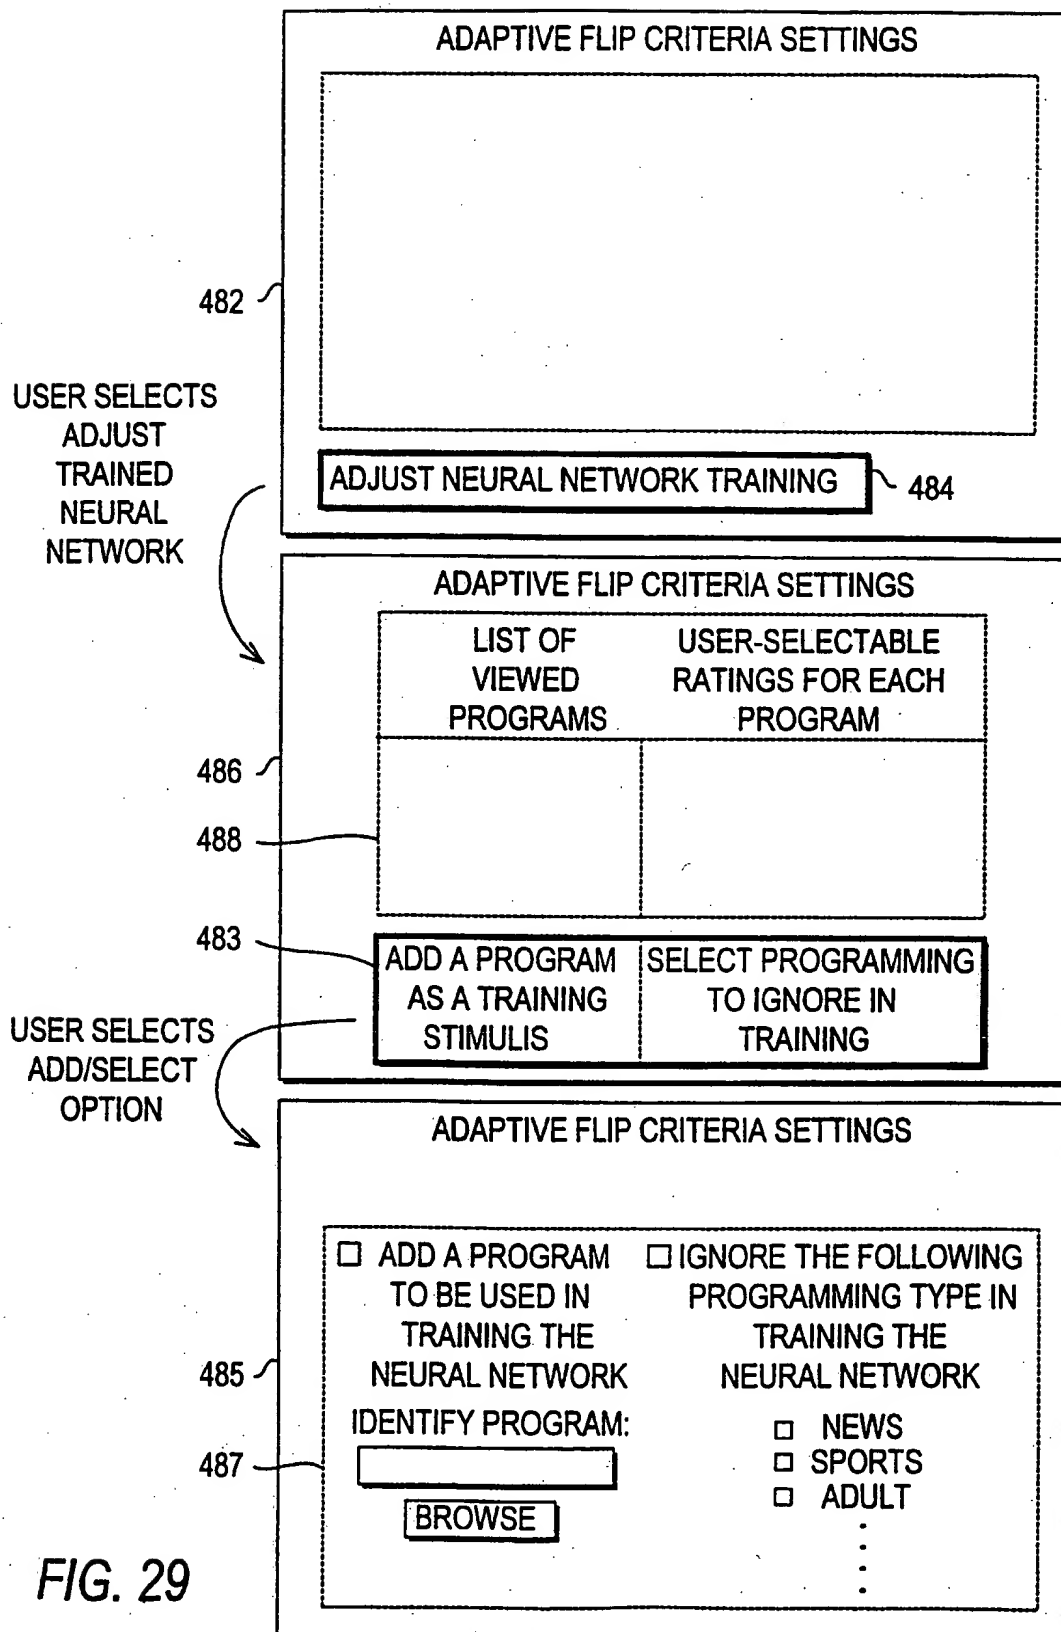 ADAPTIVE FLIP CRITERIA SETTINGS
482
USER SELECTS
ADJUST
TRAINED
NEURAL
NETWORK
ADJUST NEURAL NETWORK TRAINING
484
ADAPTIVE FLIP CRITERIA SETTINGS
LIST OF
VIEWED
PROGRAMS
USER-SELECTABLE
RATINGS FOR EACH
PROGRAM
486
488
483
ADD A PROGRAM
AS A TRAINING
STIMULIS
SELECT PROGRAMMING
TO IGNORE IN
TRAINING
USER SELECTS
ADD/SELECT
OPTION
ADAPTIVE FLIP CRITERIA SETTINGS
ADD A PROGRAM
TO BE USED IN
TRAINING THE
NEURAL NETWORK
IGNORE THE FOLLOWING
PROGRAMMING TYPE IN
TRAINING THE
NEURAL NETWORK
485
IDENTIFY PROGRAM:
487
BROWSE
NEWS
SPORTS
ADULT
FIG. 29